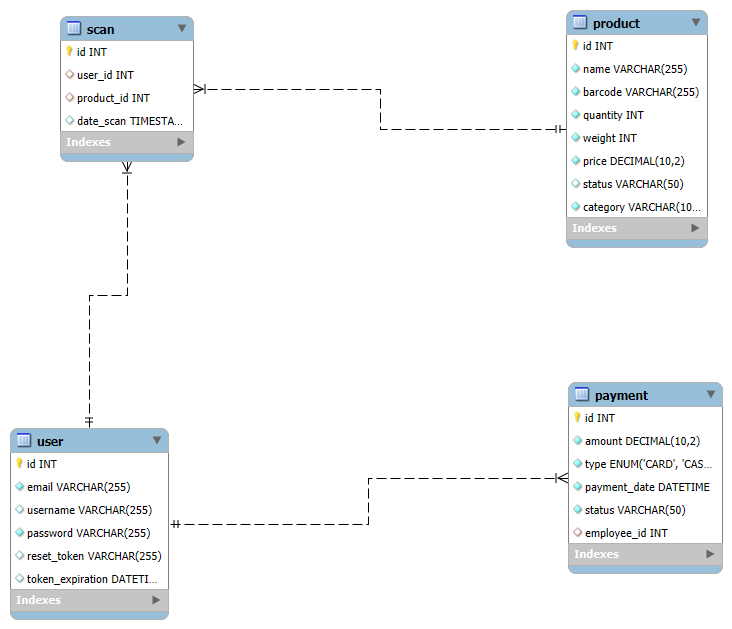 scan
id INT
user_id INT
product_id INT
date_scan TIMESTA...
Indexes
product
id INT
name VARCHAR(255)
barcode VARCHAR(255)
quantity INT
weight INT
price DECIMAL(10,2)
status VARCHAR(50)
category VARCHAR(10...
Indexes
user
id INT
email VARCHAR(255)
username VARCHAR(255)
password VARCHAR(255)
reset_token VARCHAR(255)
token_expiration DATETI...
Indexes
payment
id INT
amount DECIMAL(10,2)
type ENUM('CARD', 'CAS...
payment_date DATETIME
status VARCHAR(50)
employee_id INT
Indexes